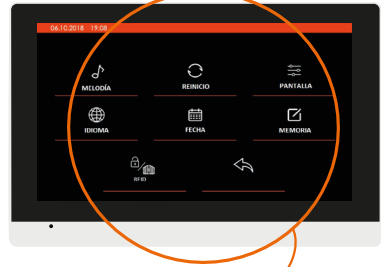 06.10.2018 19:08
MELODÍA REINICIO PANTALLA
IDIOMA FECHA MEMORIA
RFID